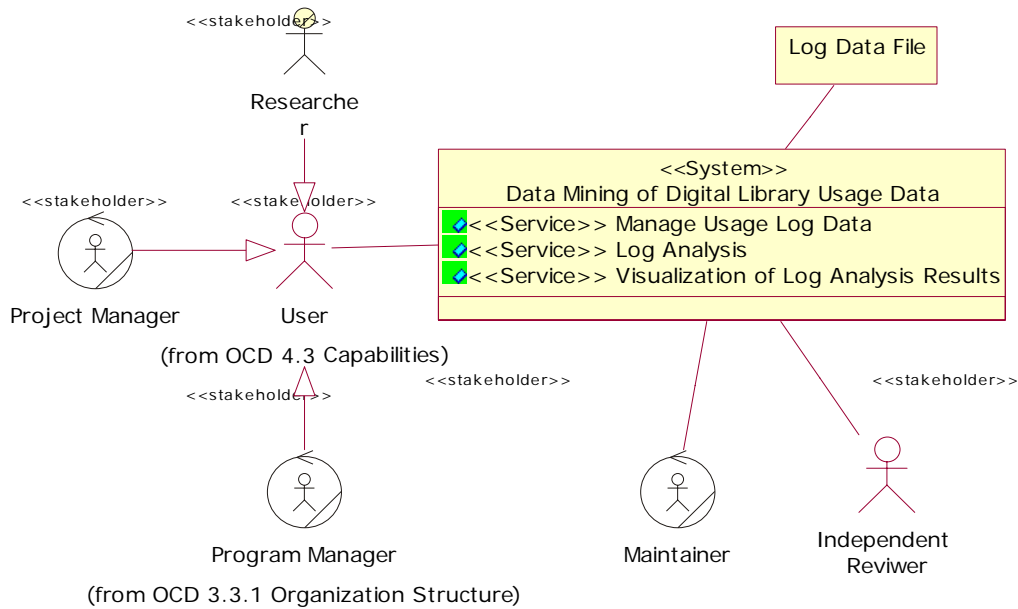 <<stakeholder>>
Log Data File
Researche
r
<<System>>
Data Mining of Digital Library Usage Data
<<stakeholder>>
<<stakeholder>>
<<Service>> Manage Usage Log Data
<<Service>> Log Analysis
<<Service>> Visualization of Log Analysis Results
Project Manager
User
(from OCD 4.3 Capabilities)
<<stakeholder>>
<<stakeholder>>
<<stakeholder>>
Program Manager
Maintainer
Independent
Reviwer
(from OCD 3.3.1 Organization Structure)